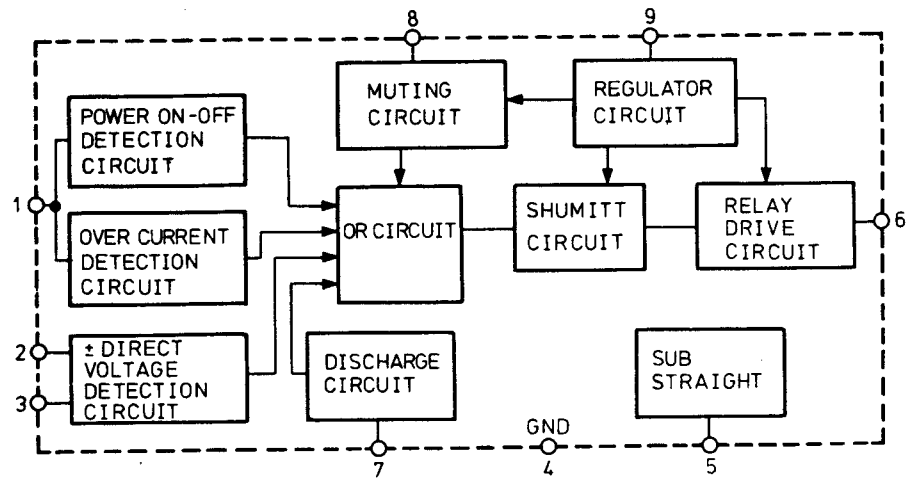 8
9
MUTING
CIRCUIT
REGULATOR
CIRCUIT
POWER ON-OFF
DETECTION
CIRCUIT
1
OVER CURRENT
DETECTION
CIRCUIT
OR CIRCUIT
SHUMITT
CIRCUIT
RELAY
DRIVE
CIRCUIT
6
2
3
± DIRECT
VOLTAGE
DETECTION
CIRCUIT
DISCHARGE
CIRCUIT
SUB
STRAIGHT
GND
7
4
5